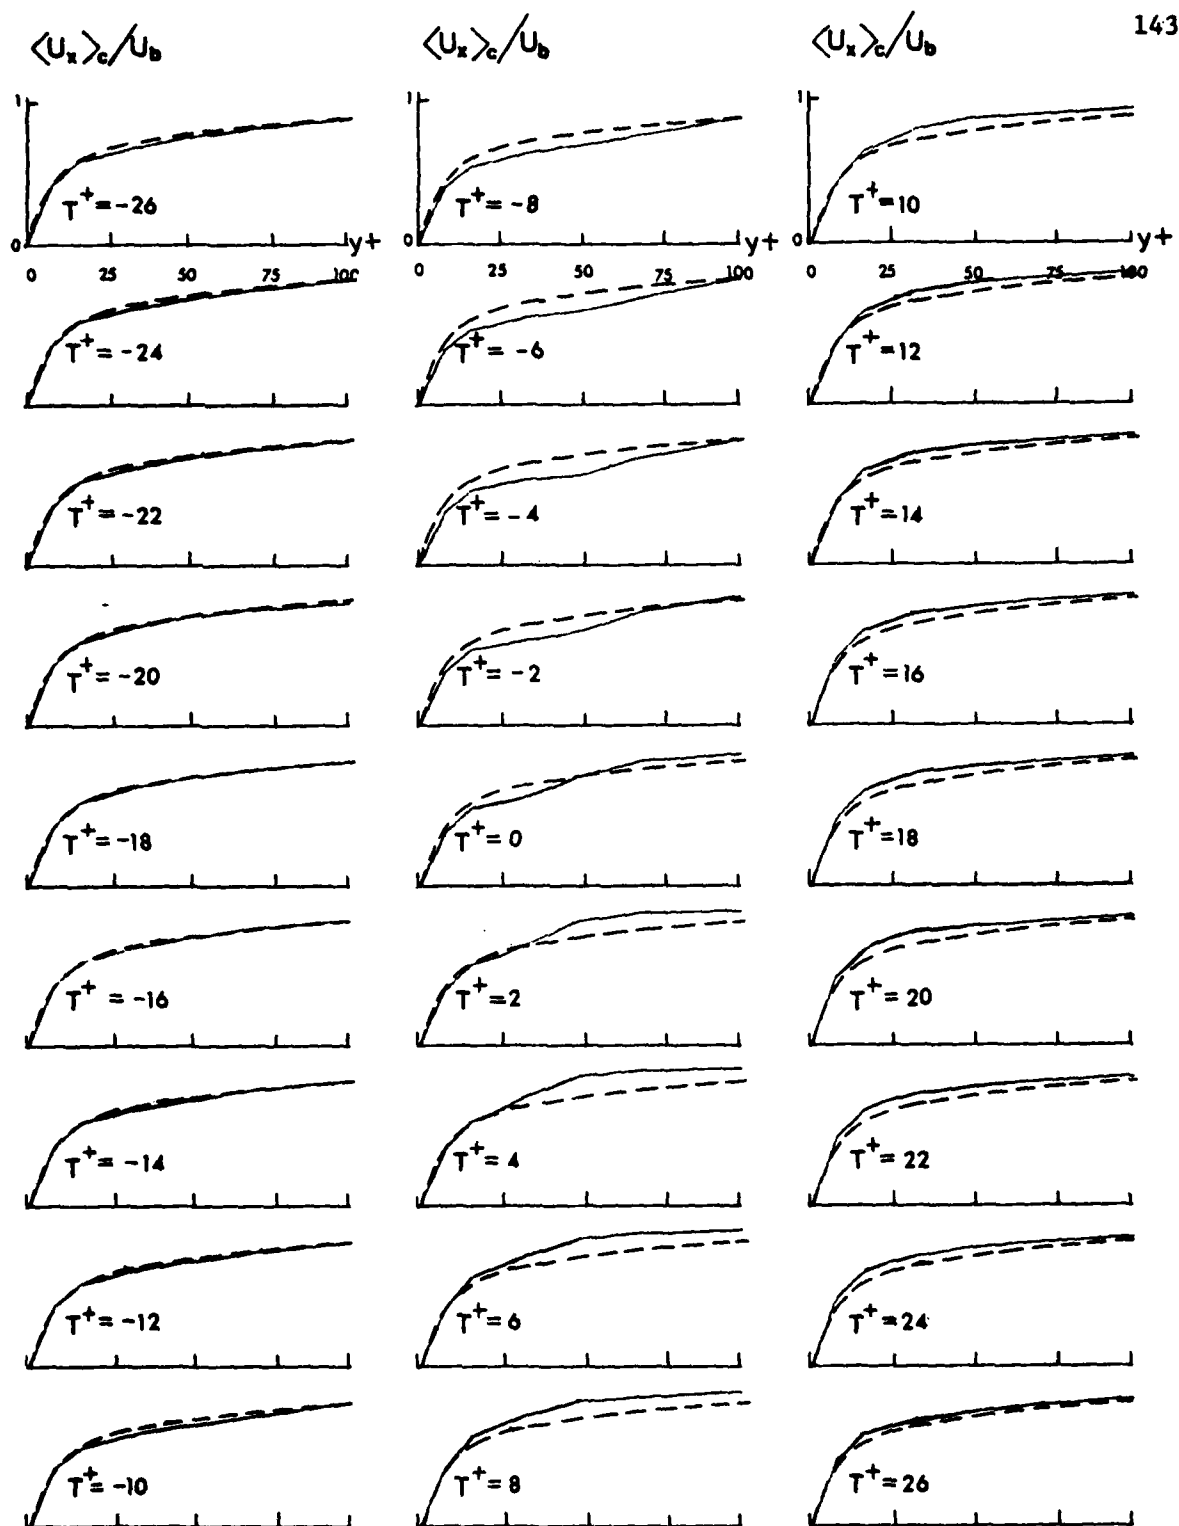 143
⟨Ux⟩c/Ub ⟨Ux⟩c/Ub ⟨Ux⟩c/Ub
1 1 1
T+ = -26 T+ = -8 T+ = 10
0 y+ 0 y+ 0 y+
0 25 50 75 100 0 25 50 75 100 0 25 50 75 100
T+ = -24 T+ = -6 T+ = 12
T+ = -22 T+ = -4 T+ = 14
T+ = -20 T+ = -2 T+ = 16
T+ = -18 T+ = 0 T+ = 18
T+ = -16 T+ = 2 T+ = 20
T+ = -14 T+ = 4 T+ = 22
T+ = -12 T+ = 6 T+ = 24
T+ = -10 T+ = 8 T+ = 26